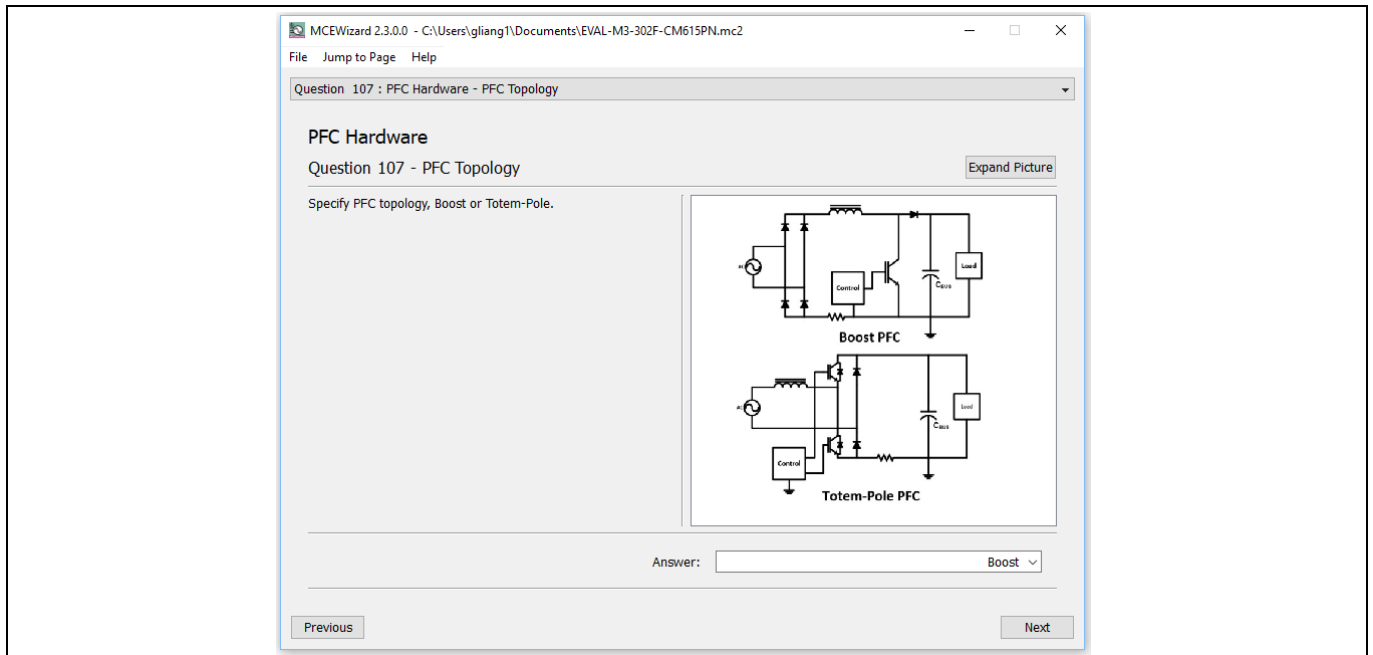 MCEWizard 2.3.0.0 - C:\Users\gliang1\Documents\EVAL-M3-302F-CM615PN.mc2
File Jump to Page Help
Question 107 : PFC Hardware - PFC Topology
PFC Hardware
Question 107 - PFC Topology
Expand Picture
Specify PFC topology, Boost or Totem-Pole.
Load
Control
CBUS
Boost PFC
Load
CBUS
Control
Totem-Pole PFC
Answer:
Boost
Previous
Next